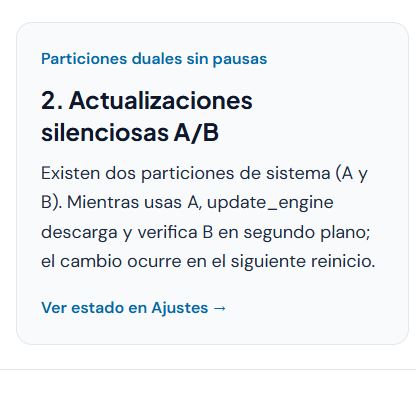 Particiones duales sin pausas
2. Actualizaciones
silenciosas A/B
Existen dos particiones de sistema (A y
B). Mientras usas A, update_engine
descarga y verifica B en segundo plano;
el cambio ocurre en el siguiente reinicio.
Ver estado en Ajustes →